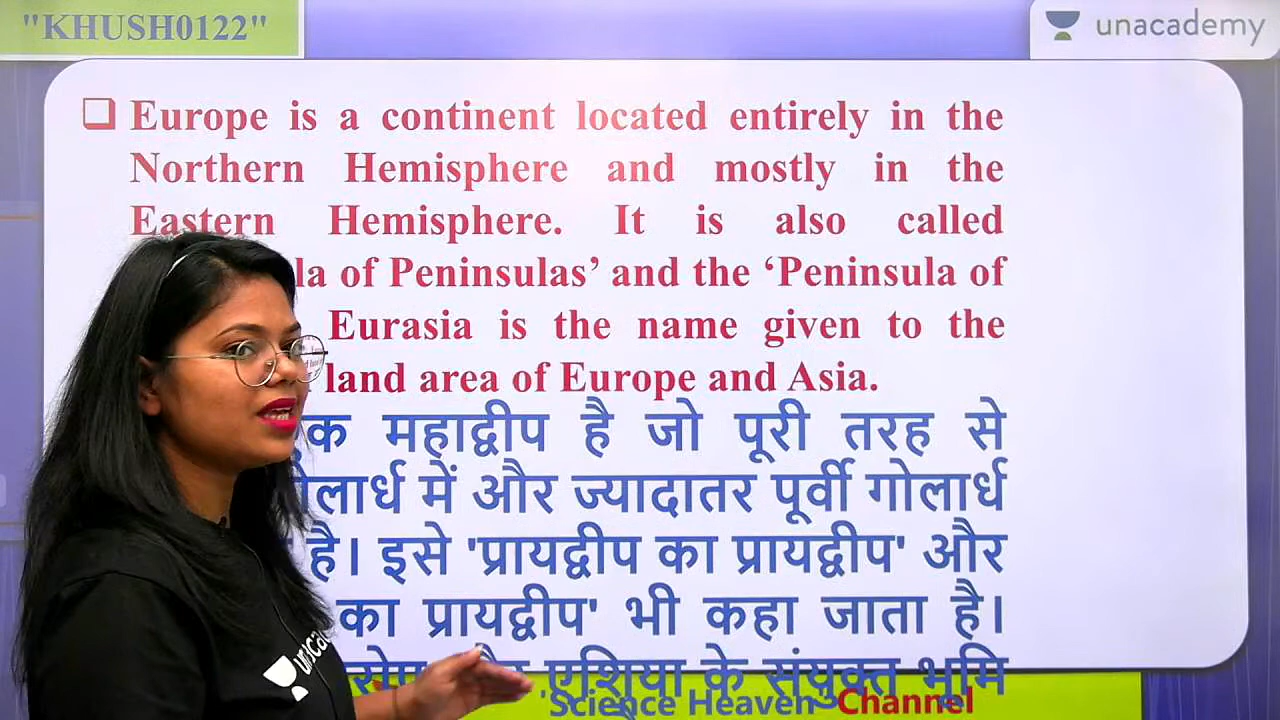 "KHUSH0122"
unacademy
Europe is a continent located entirely in the
Northern Hemisphere and mostly in the
Eastern Hemisphere. It is also called
of Peninsulas’ and the ‘Peninsula of
Eurasia is the name given to the
land area of Europe and Asia.
महाद्वीप है जो पूरी तरह से
में और ज्यादातर पूर्वी गोलार्ध
है। इसे 'प्रायद्वीप का प्रायद्वीप' और
का प्रायद्वीप' भी कहा जाता है।
एशिया के संयुक्त भूमि
'Science Heaven' Channel